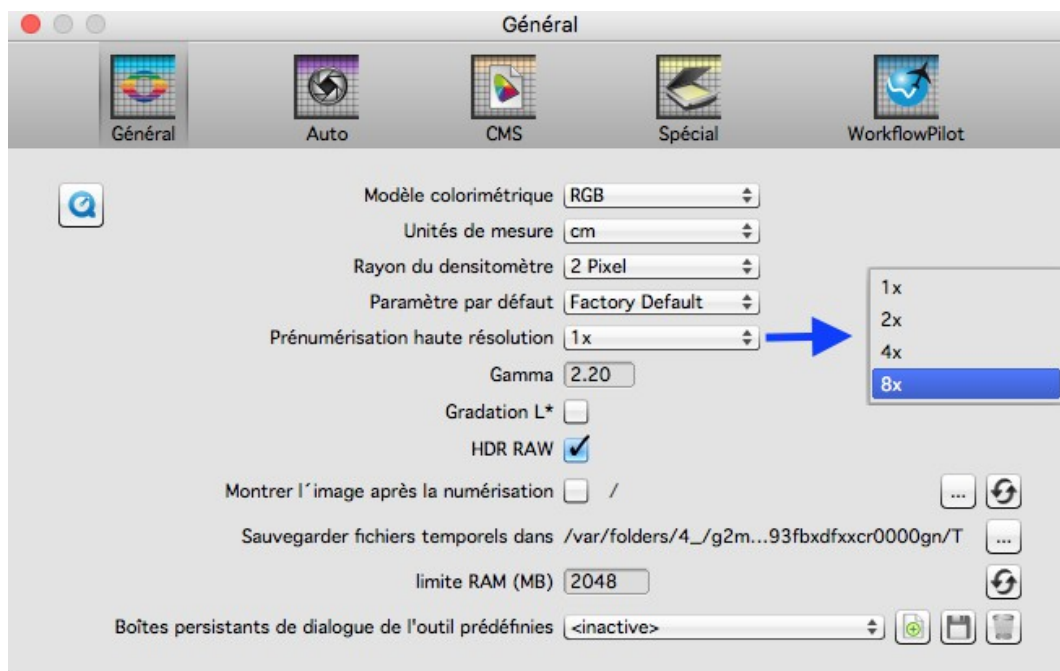 Général
Général Auto CMS Spécial WorkflowPilot
Modèle colorimétrique RGB
Unités de mesure cm
Rayon du densitomètre 2 Pixel
Paramètre par défaut Factory Default
Prénumérisation haute résolution 1x
1x
2x
4x
8x
Gamma 2.20
Gradation L*
HDR RAW
Montrer l´image après la numérisation / ...
Sauvegarder fichiers temporels dans /var/folders/4_/g2m...93fbxdfxxcr0000gn/T ...
limite RAM (MB) 2048
Boîtes persistants de dialogue de l'outil prédéfinies <inactive>